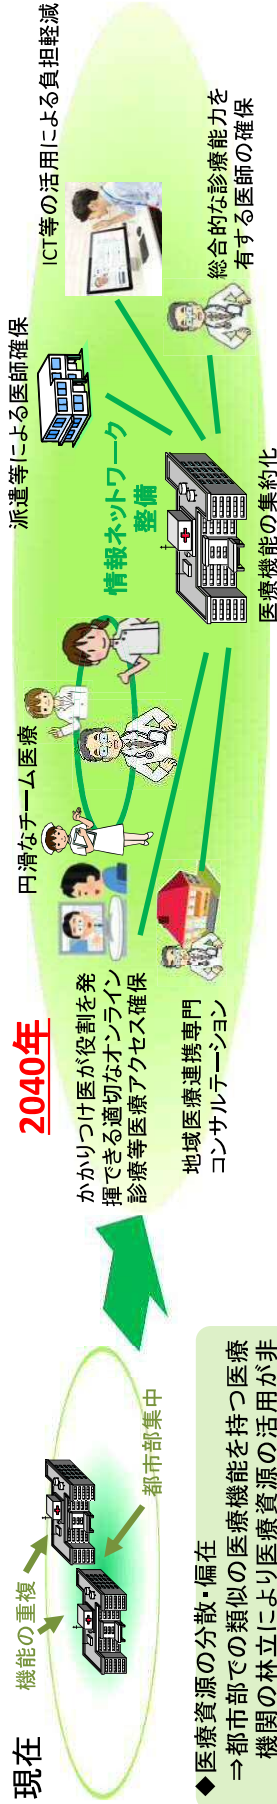 現在
機能の重複
都市部集中
◆医療資源の分散・偏在
⇒都市部での類似の医療機能を持つ医療
機関の林立により医療資源の活用が非
2040年
円滑なチーム医療
派遣等による医師確保
ICT等の活用による負担軽減
かかりつけ医が役割を発
揮できる適切なオンライン
診療等医療アクセス確保
情報ネットワーク
整備
総合的な診療能力を
有する医師の確保
地域医療連携専門
コンサルテーション
医療機能の集約化